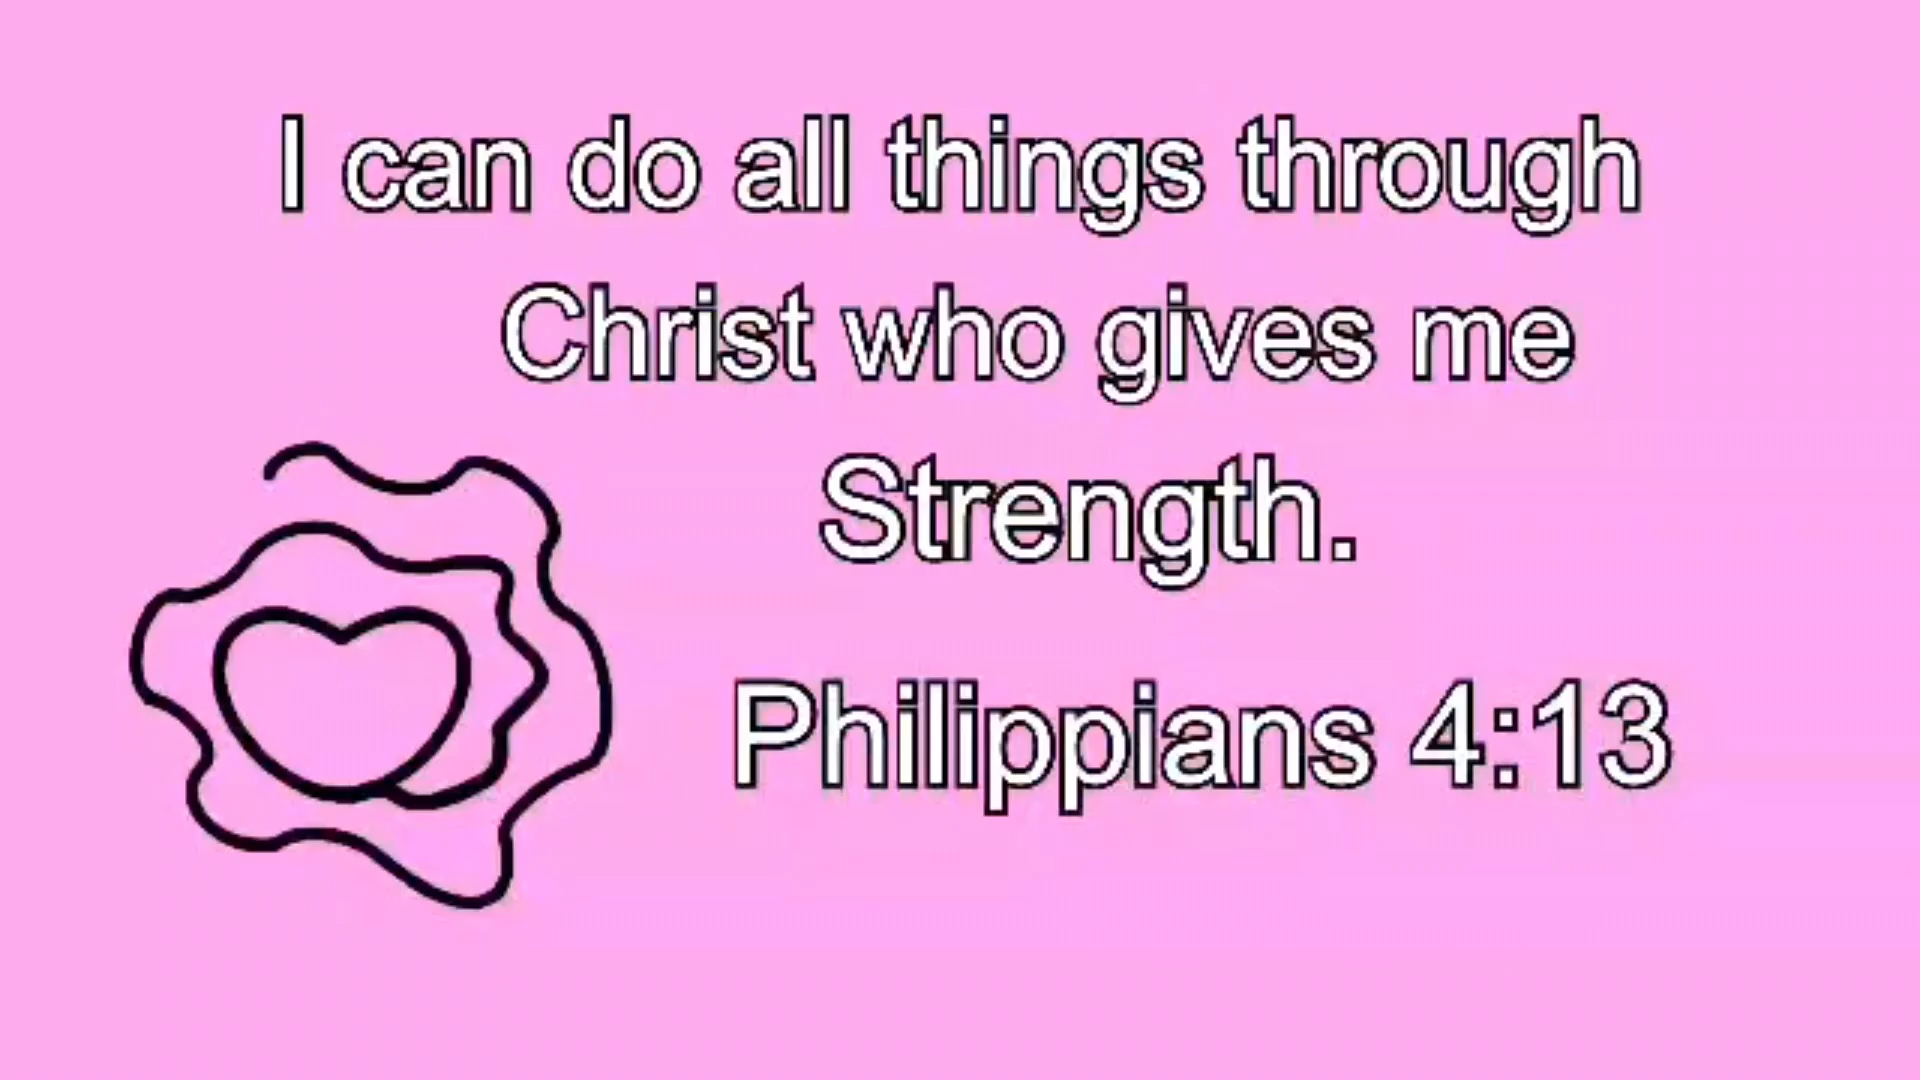 I can do all things through
Christ who gives me
Strength.
Philippians 4:13